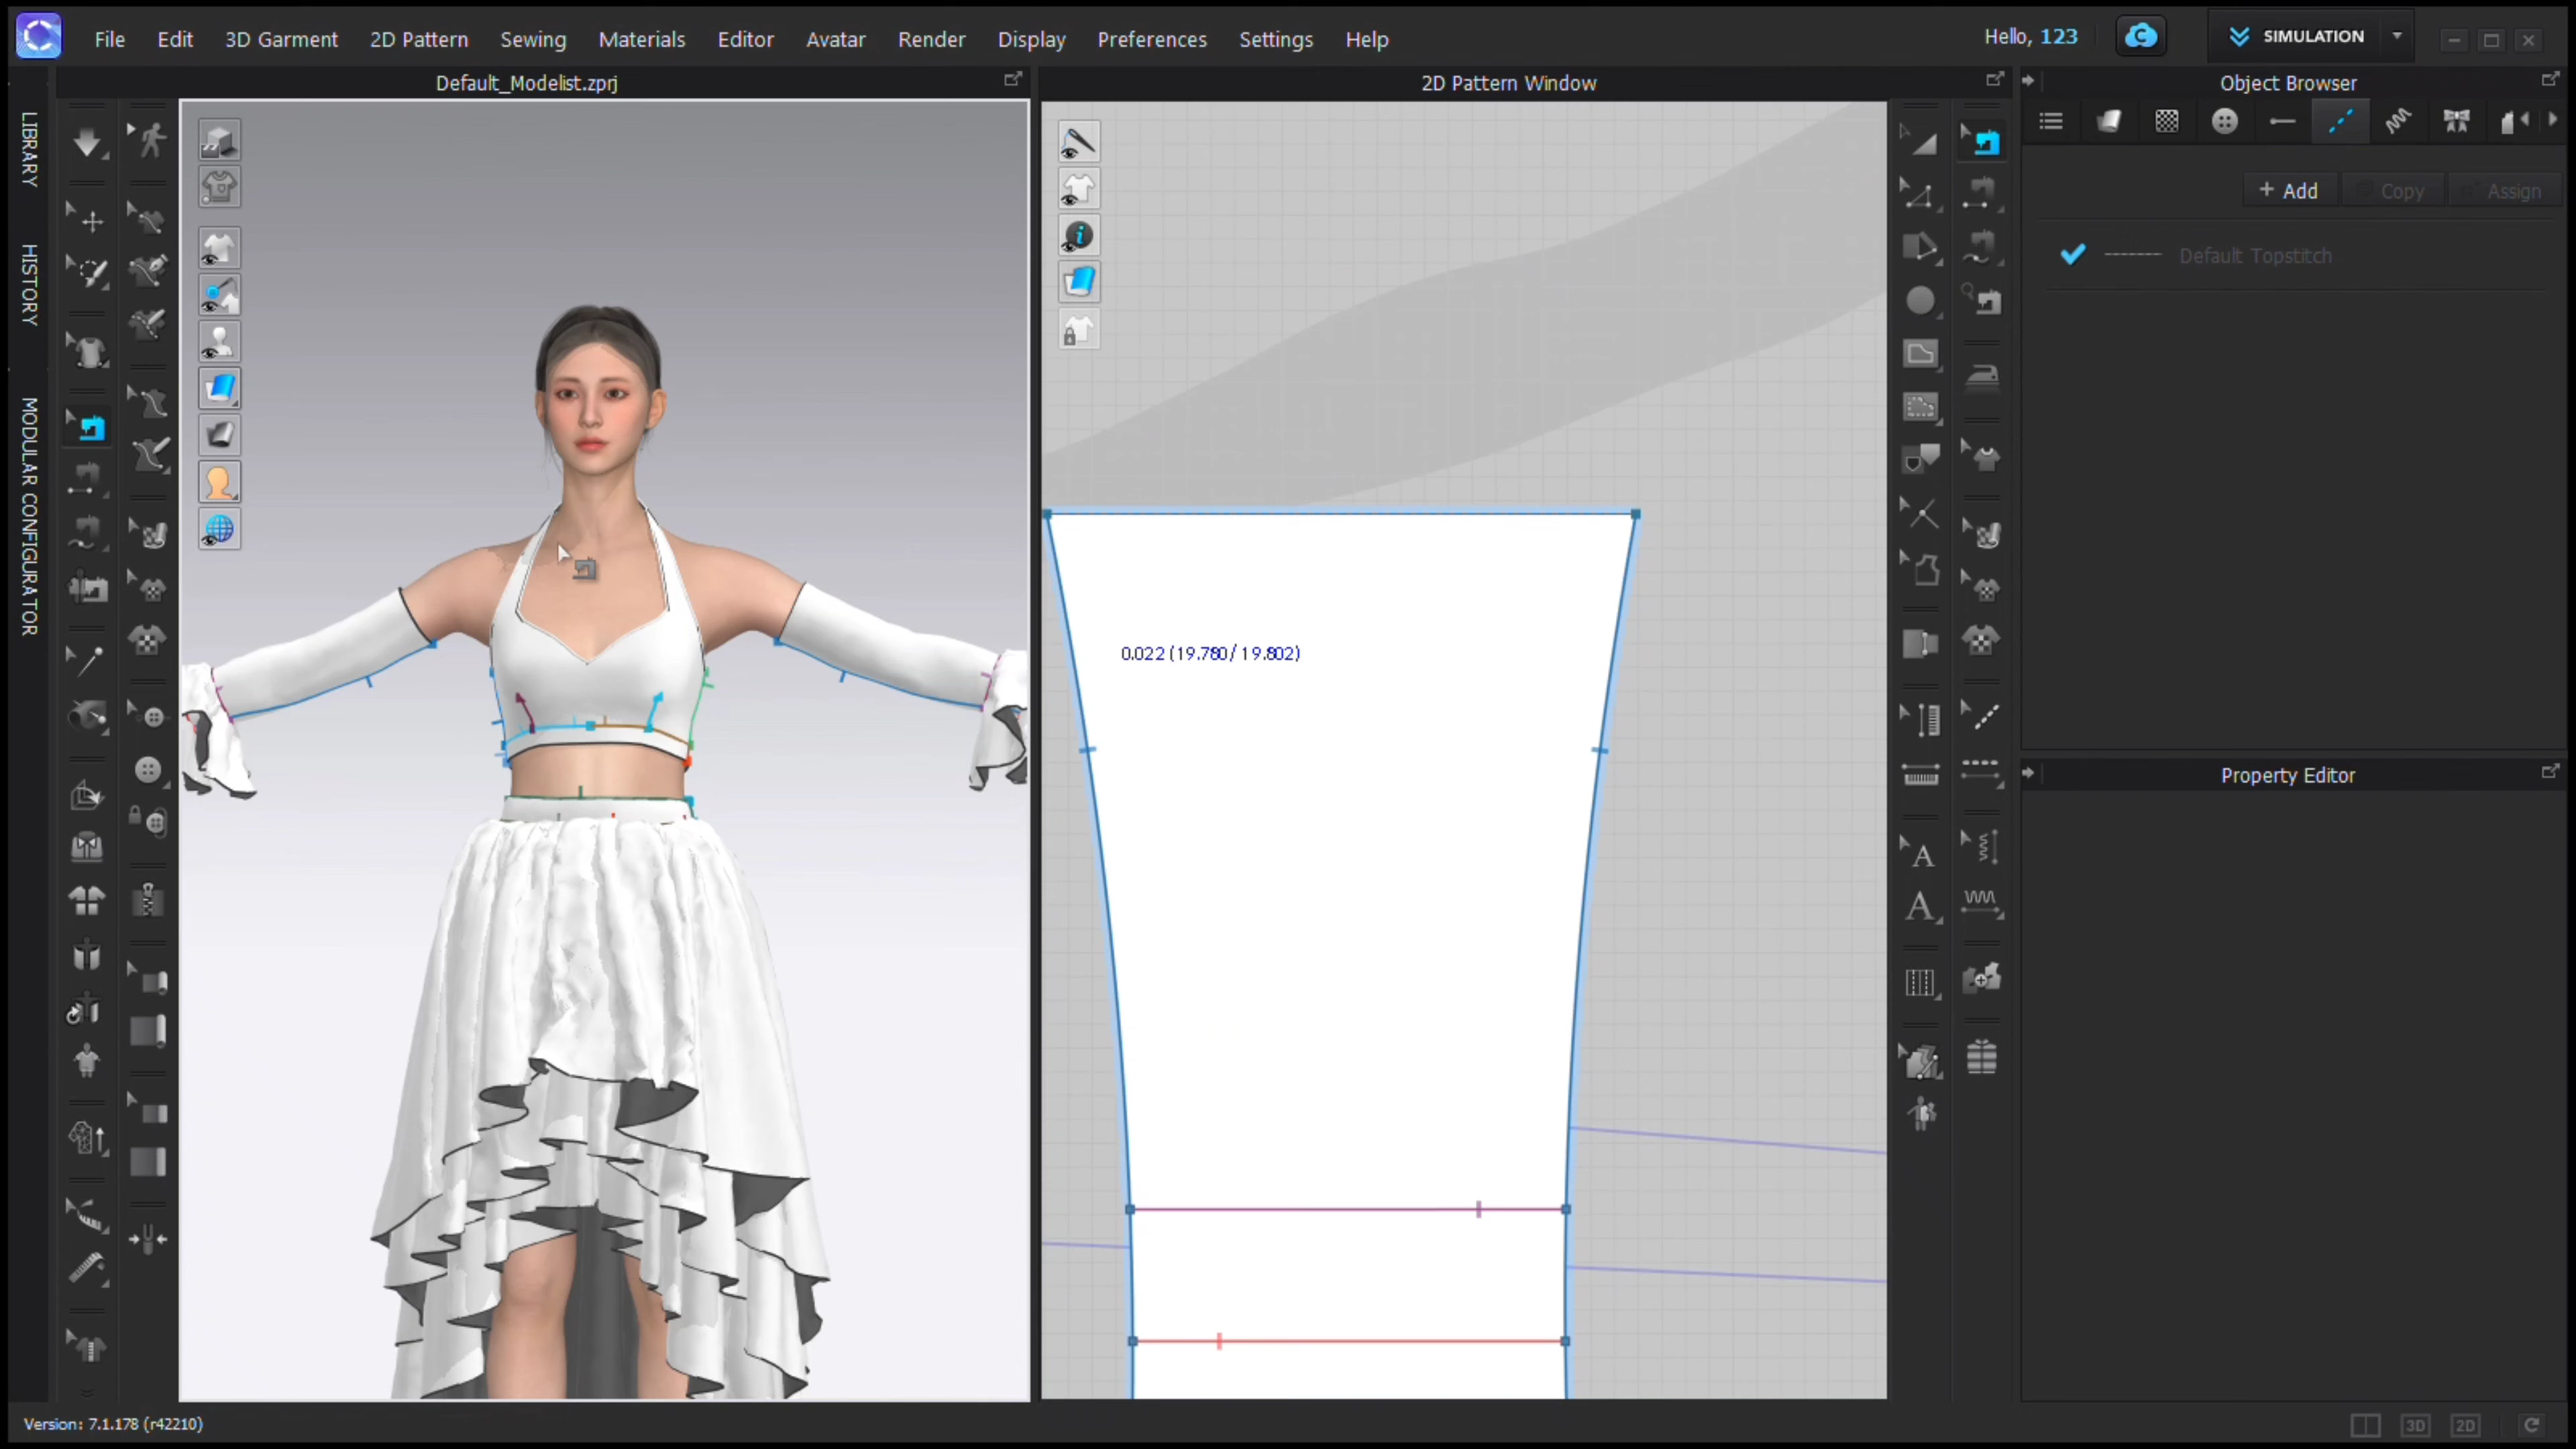 File Edit 3D Garment 2D Pattern Sewing Materials Editor Avatar Render Display Preferences Settings Help
Hello, 123
SIMULATION
Default_Modelist.zprj
2D Pattern Window
Object Browser
LIBRARY
HISTORY
MODULAR CONFIGURATOR
+ Add
Copy
Assign
Default Topstitch
0.022 (19.780 / 19.802)
Property Editor
A
A
Version: 7.1.178 (r42210)
3D
2D